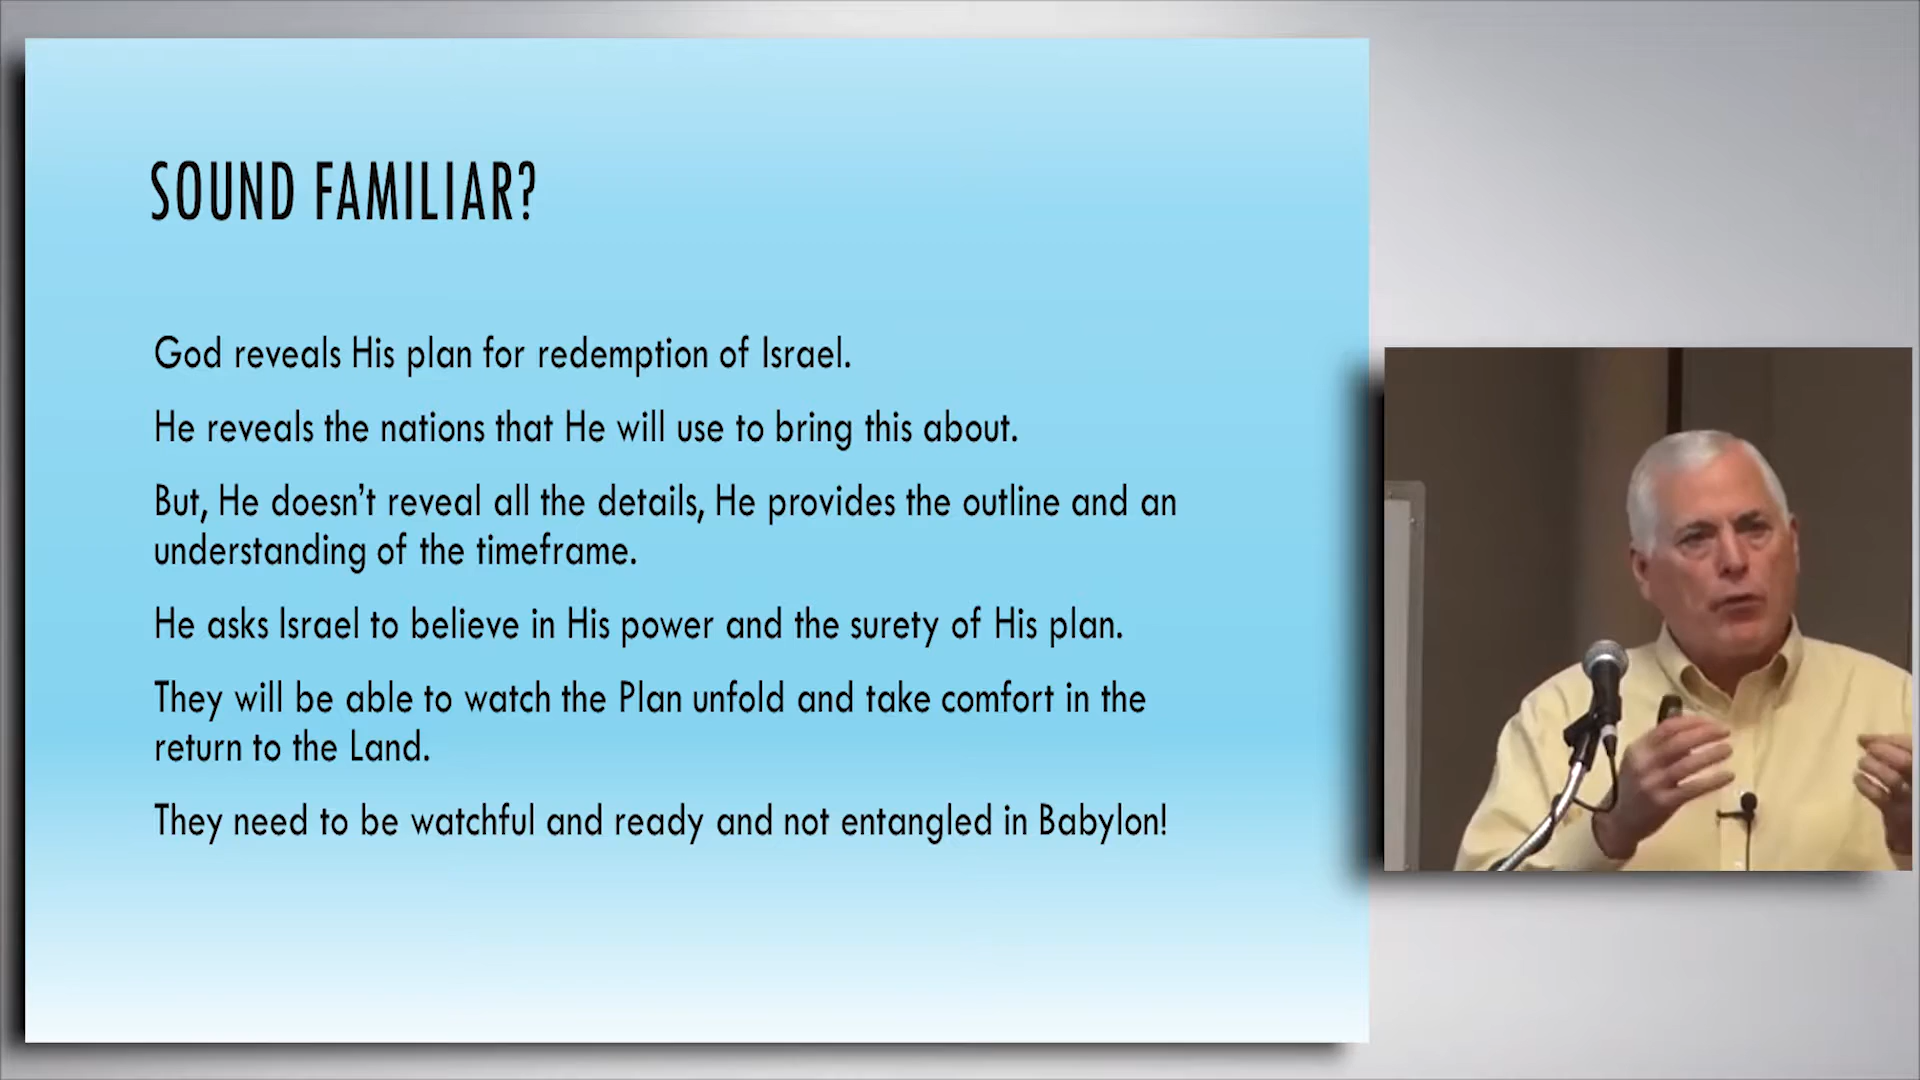 SOUND FAMILIAR?
God reveals His plan for redemption of Israel.
He reveals the nations that He will use to bring this about.
But, He doesn’t reveal all the details, He provides the outline and an
understanding of the timeframe.
He asks Israel to believe in His power and the surety of His plan.
They will be able to watch the Plan unfold and take comfort in the
return to the Land.
They need to be watchful and ready and not entangled in Babylon!